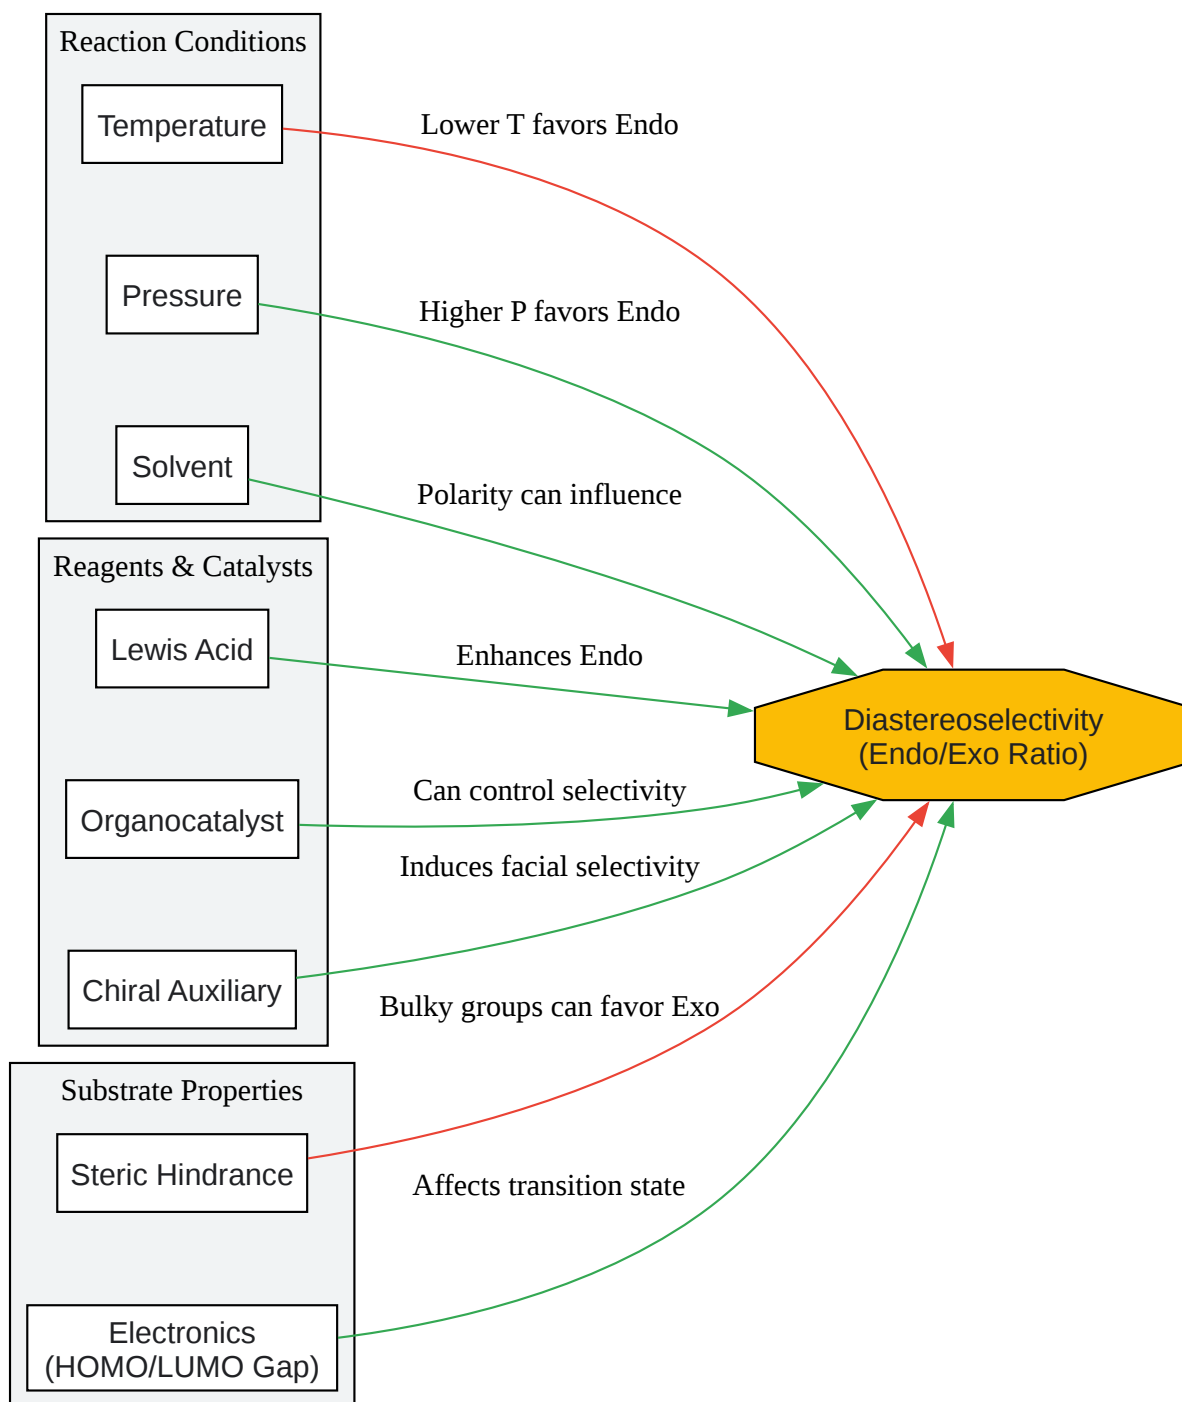 Reaction Conditions
Temperature
Lower T favors Endo
Pressure
Higher P favors Endo
Solvent
Polarity can influence
Reagents & Catalysts
Lewis Acid
Enhances Endo
Organocatalyst
Can control selectivity
Chiral Auxiliary
Induces facial selectivity
Substrate Properties
Steric Hindrance
Bulky groups can favor Exo
Electronics
(HOMO/LUMO Gap)
Affects transition state
Diastereoselectivity
(Endo/Exo Ratio)